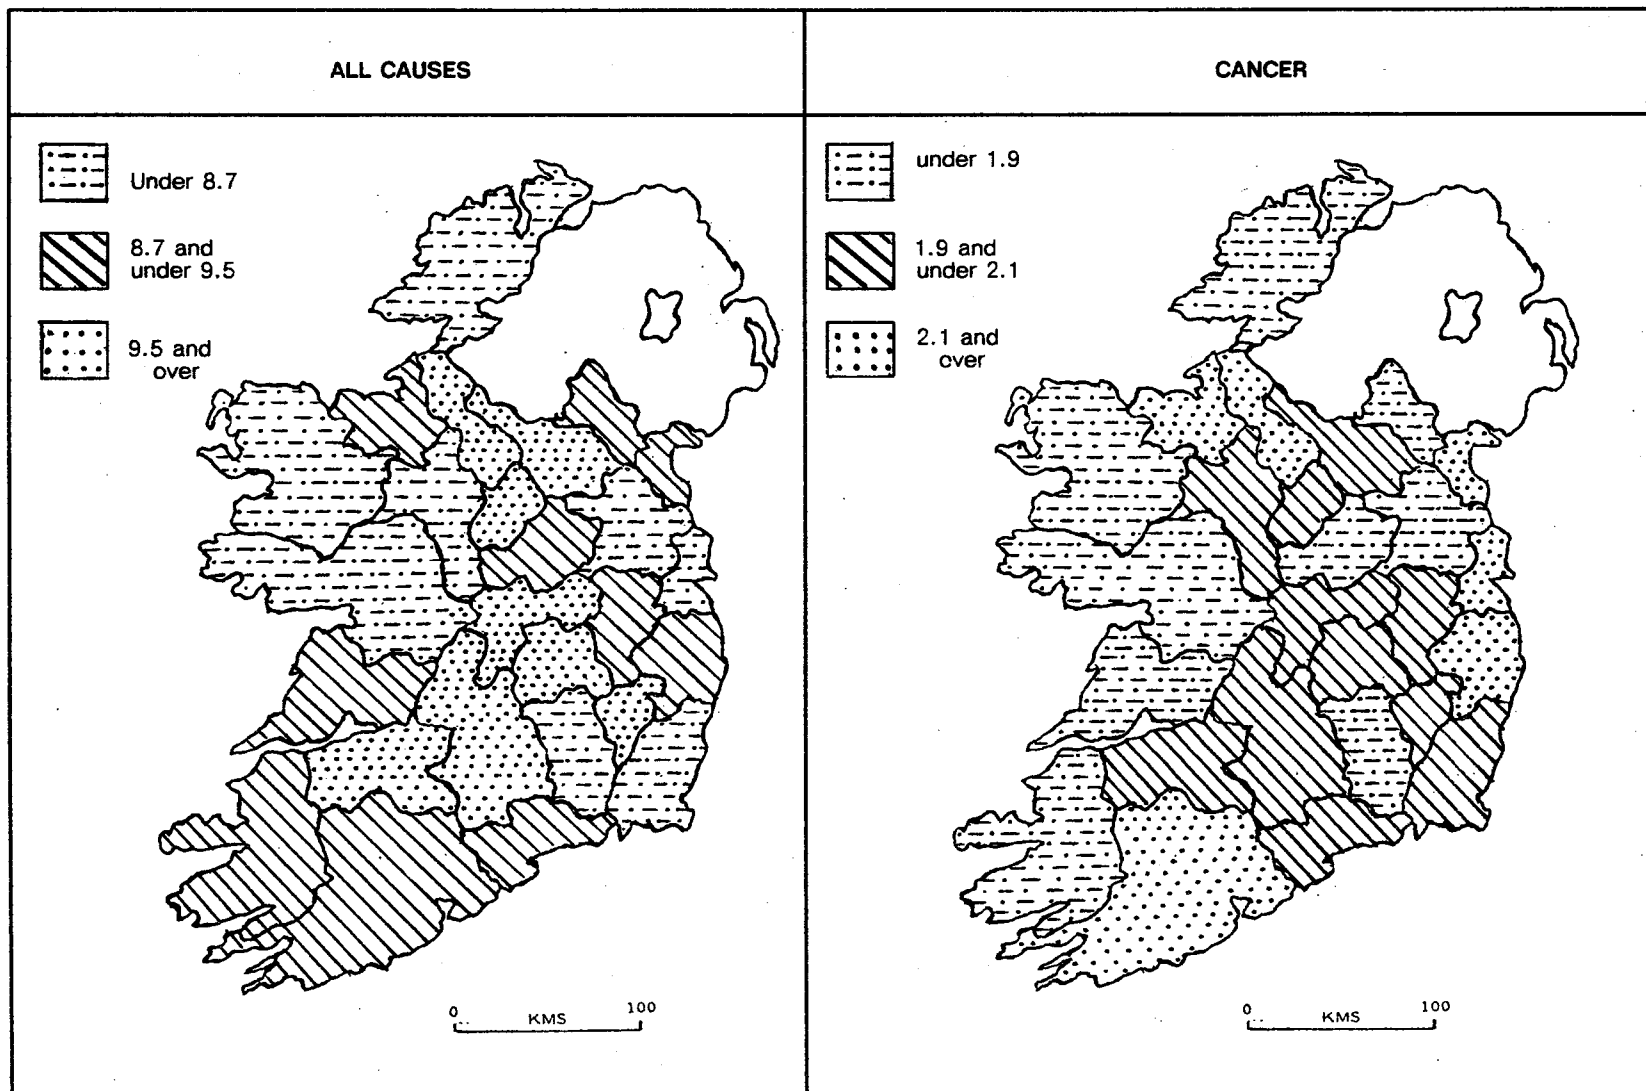 ALL CAUSES
Under 8.7
8.7 and
under 9.5
9.5 and
over
0
KMS
100
CANCER
under 1.9
1.9 and
under 2.1
2.1 and
over
0
KMS
100